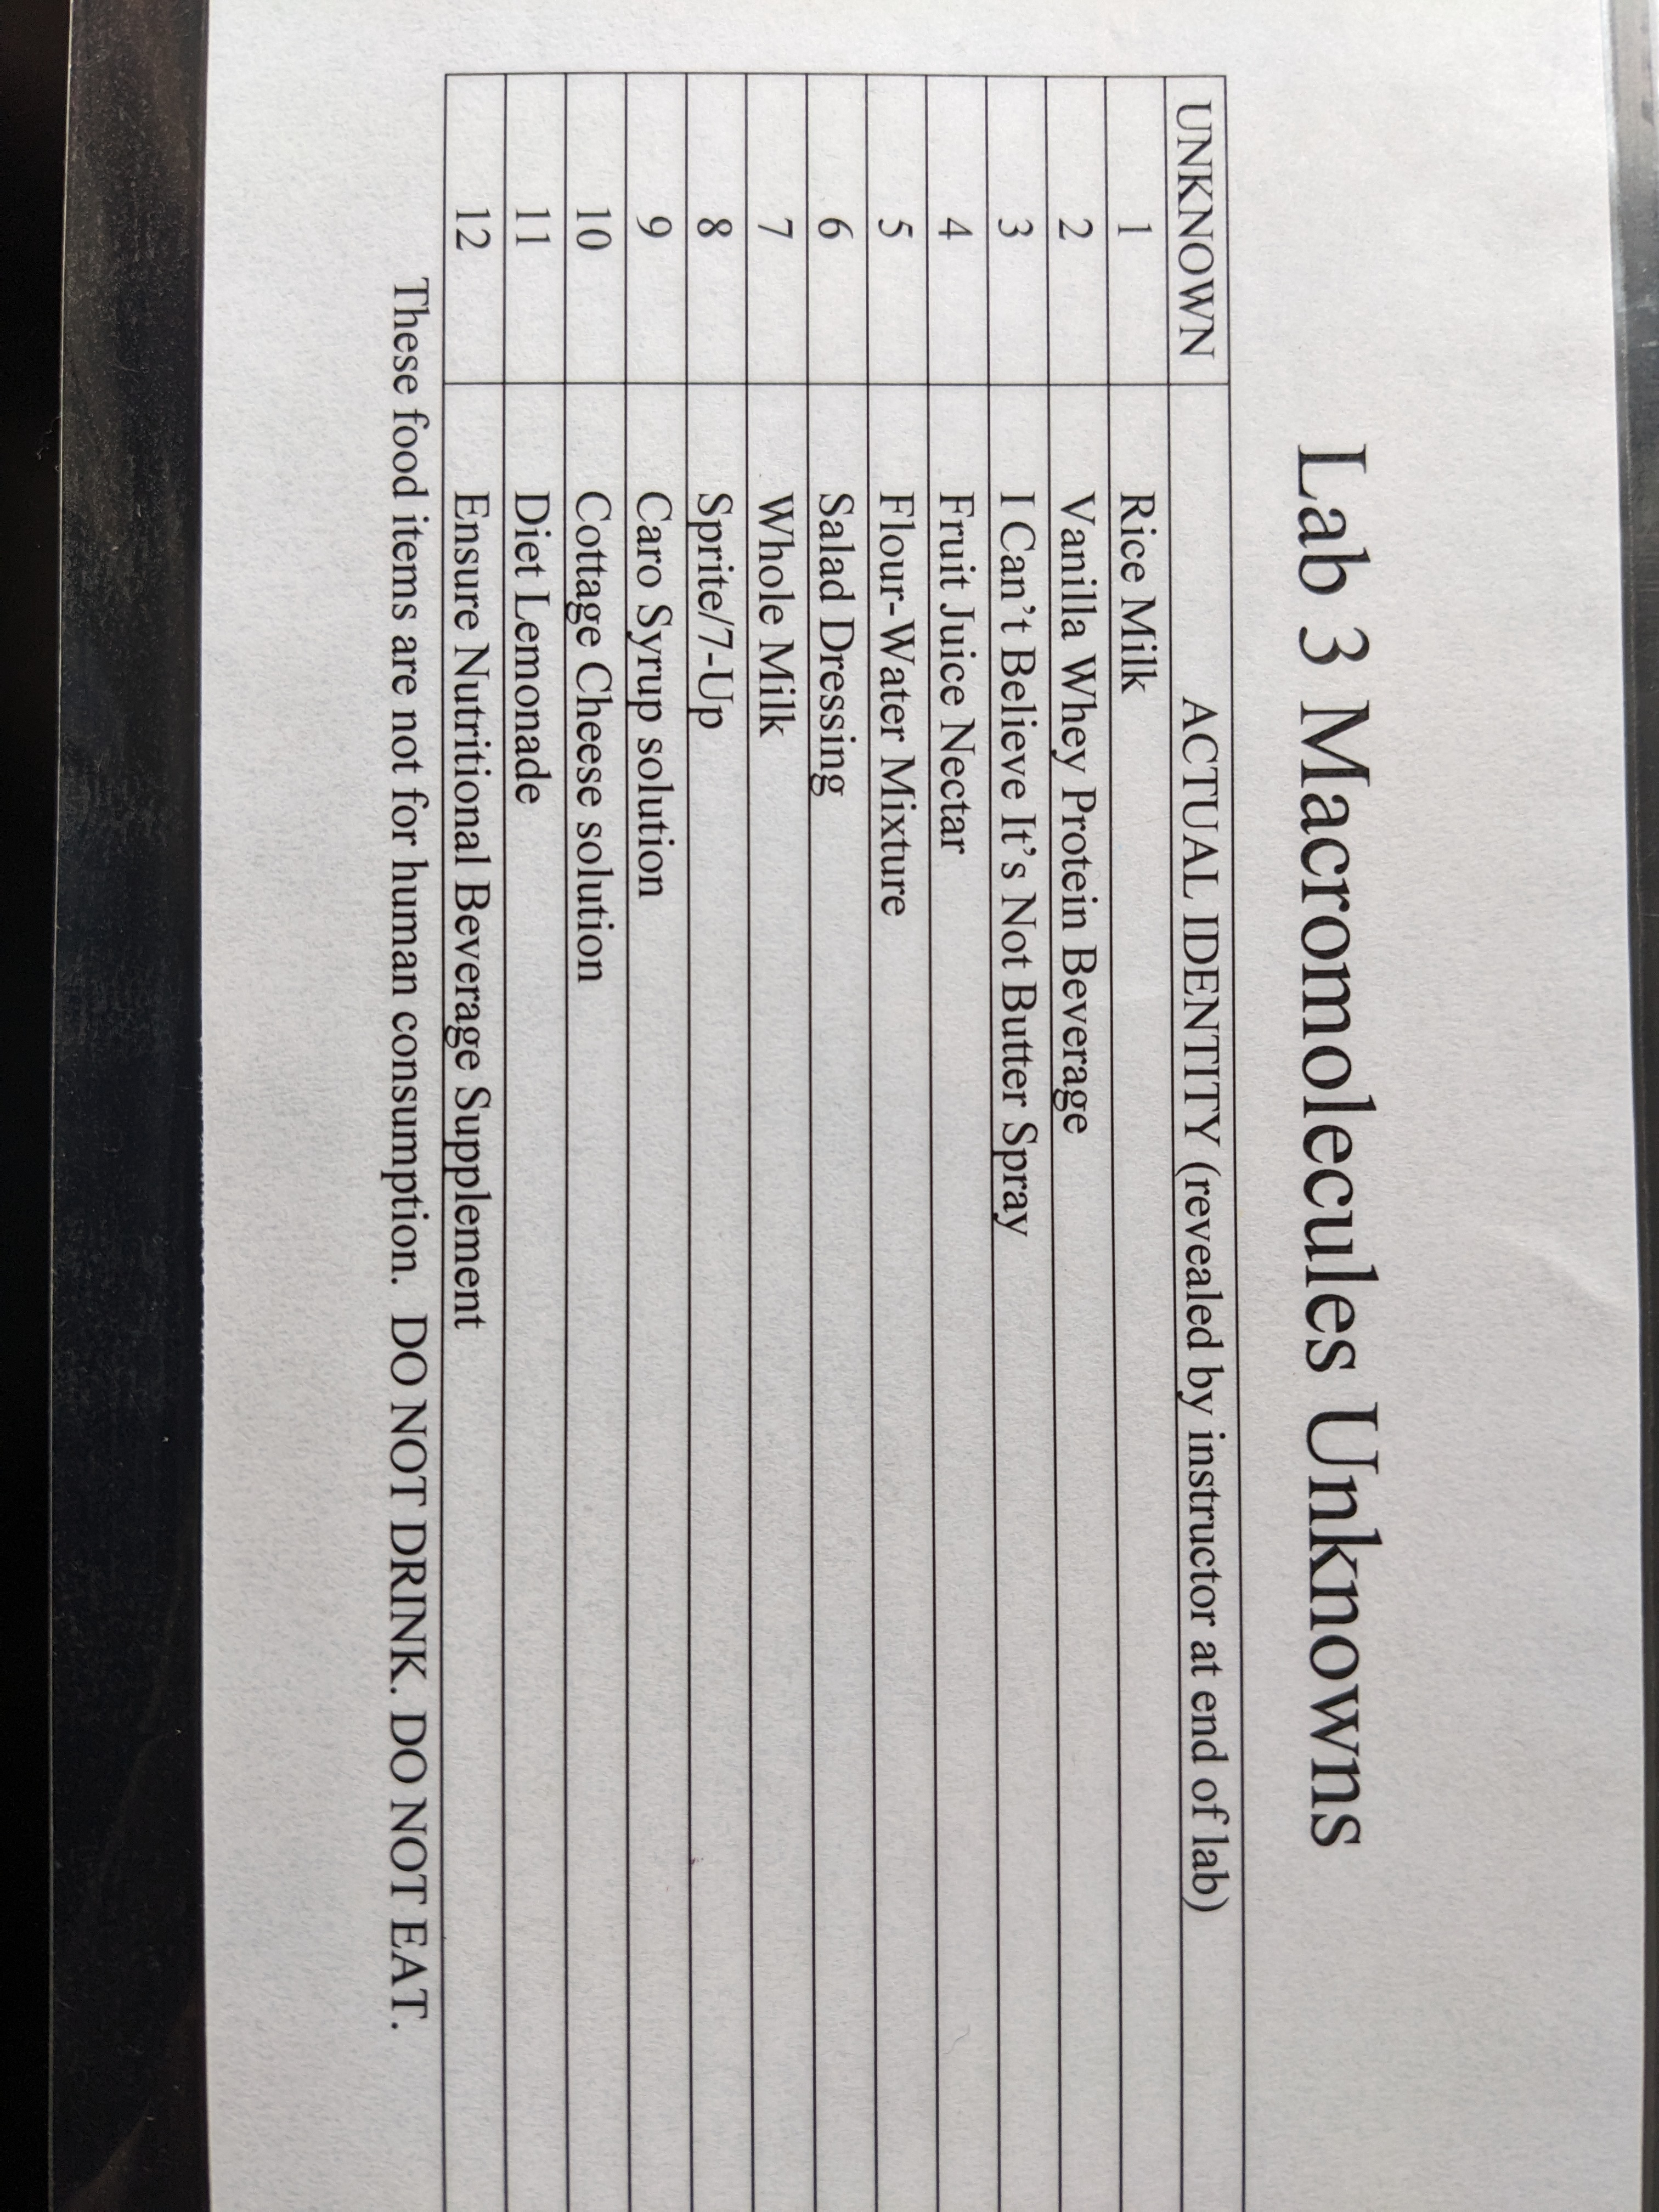 Lab 3 Macromolecules Unknowns
UNKNOWN ACTUAL IDENTITY (revealed by instructor at end of lab)
1 Rice Milk
2 Vanilla Whey Protein Beverage
3 I Can’t Believe It’s Not Butter Spray
4 Fruit Juice Nectar
5 Flour-Water Mixture
6 Salad Dressing
7 Whole Milk
8 Sprite/7-Up
9 Caro Syrup solution
10 Cottage Cheese solution
11 Diet Lemonade
12 Ensure Nutritional Beverage Supplement
These food items are not for human consumption. DO NOT DRINK. DO NOT EAT.